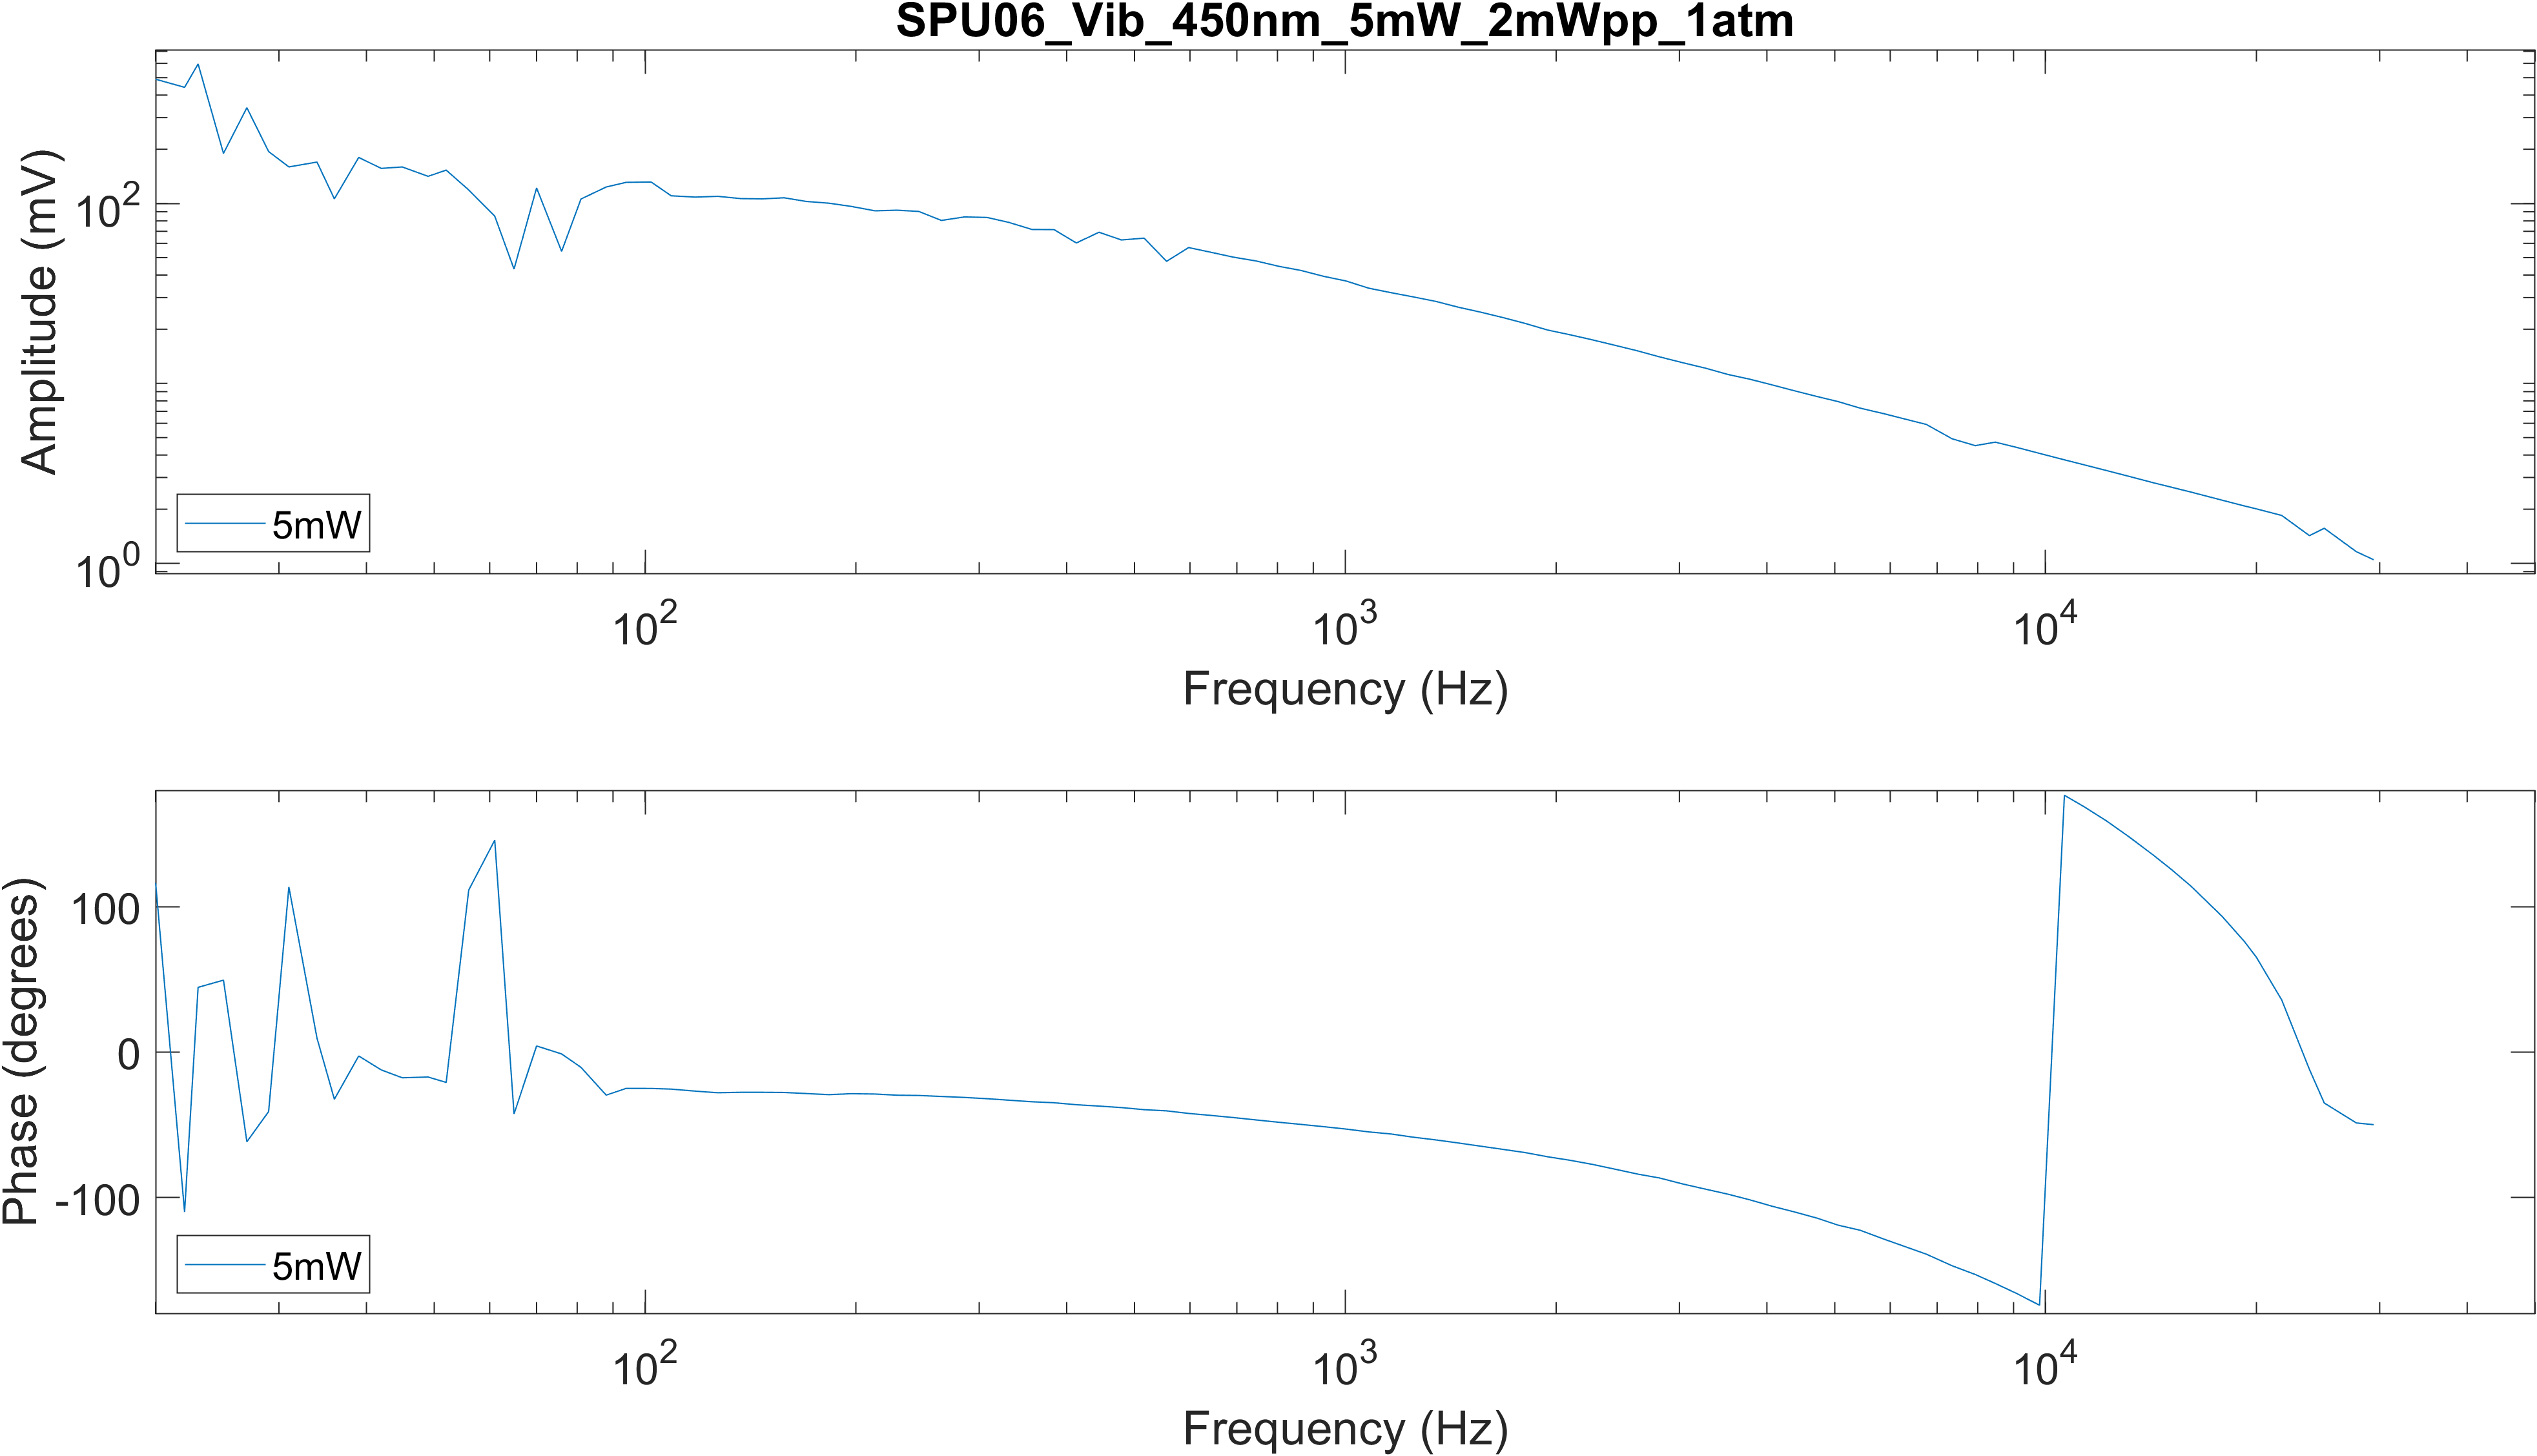 SPU06_Vib_450nm_5mW_2mWpp_1atm
Amplitude (mV)
10^2
10^0
5mW
10^2
10^3
10^4
Frequency (Hz)
Phase (degrees)
100
0
-100
5mW
10^2
10^3
10^4
Frequency (Hz)